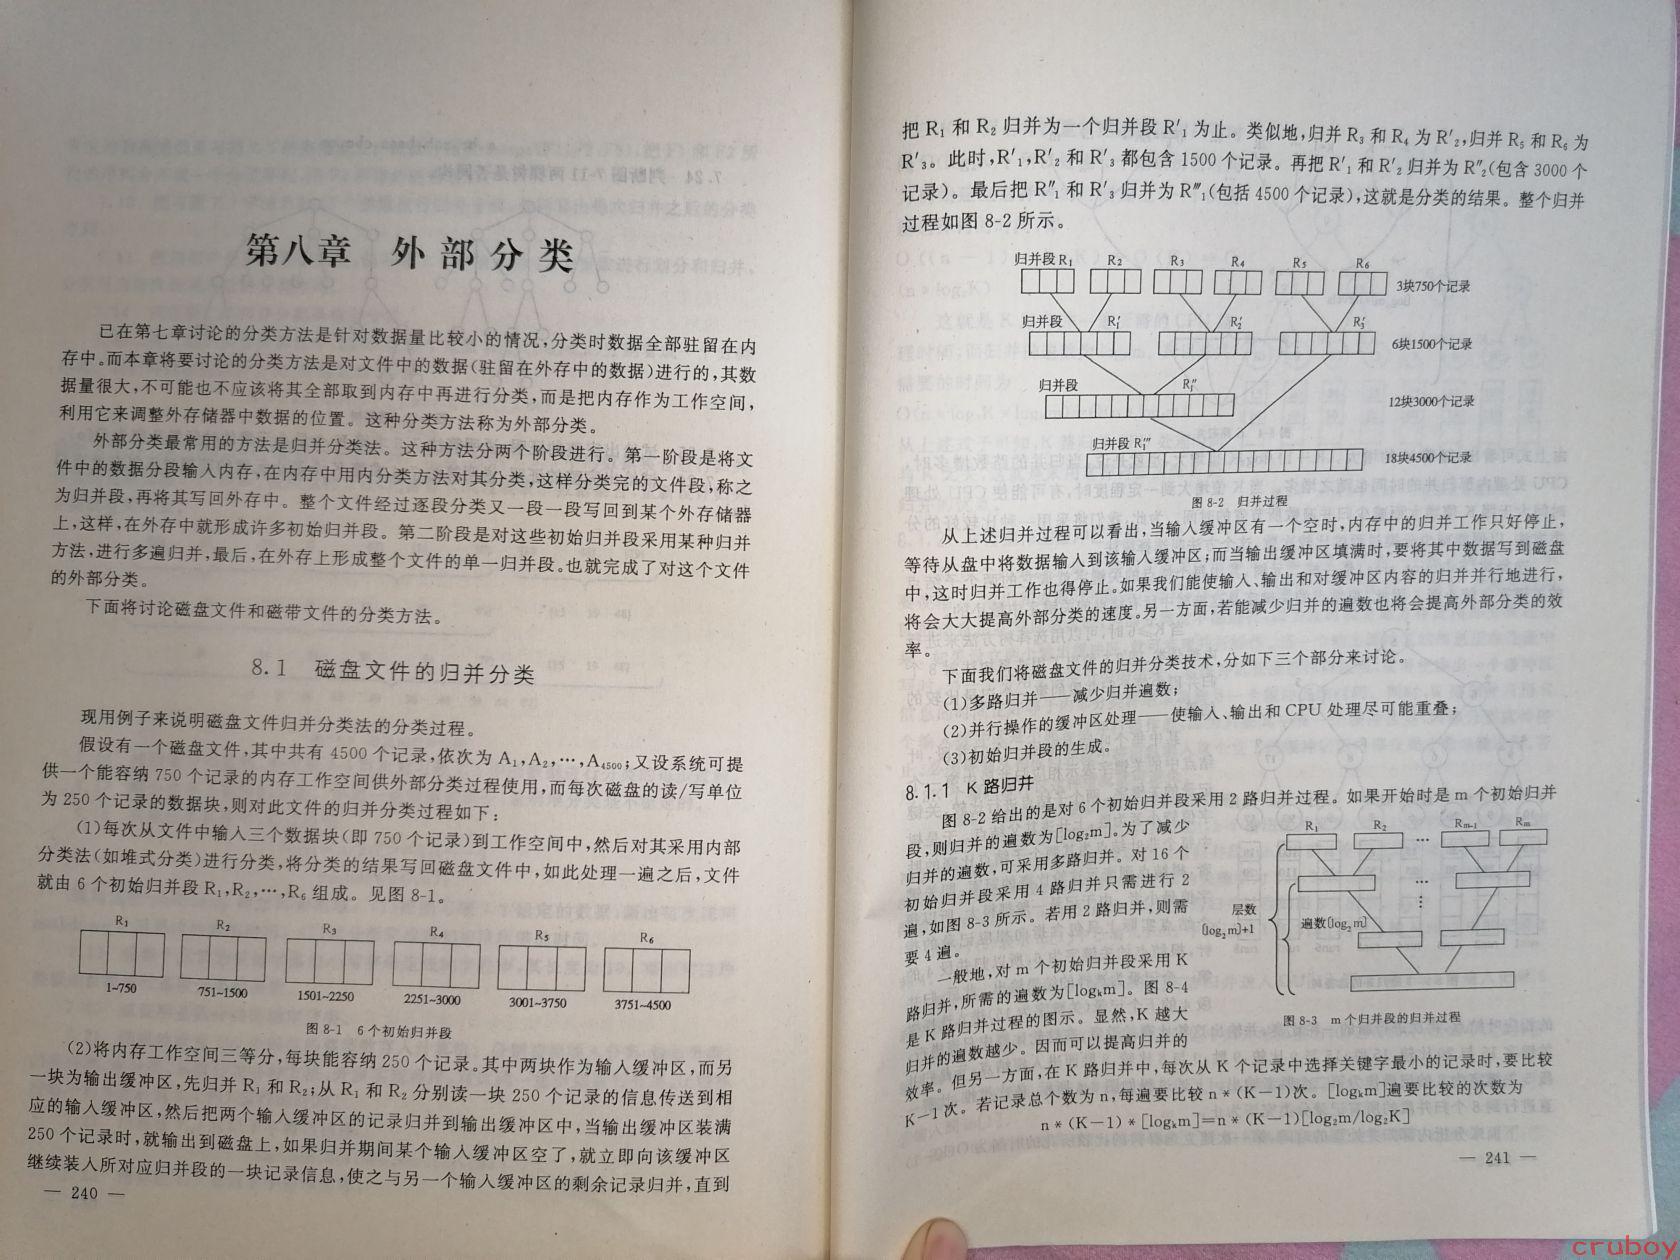 第八章 外部分类
已在第七章讨论的分类方法是针对数据量比较小的情况,分类时数据全部驻留在内
存中。而本章将要讨论的分类方法是对文件中的数据(驻留在外存中的数据)进行的,其数
据量很大,不可能也不应该将其全部取到内存中再进行分类,而是把内存作为工作空间,
利用它来调整外存储器中数据的位置。这种分类方法称为外部分类。
外部分类最常用的方法是归并分类法。这种方法分两个阶段进行。第一阶段是将文
件中的数据分段输入内存,在内存中用内分类方法对其分类,这样分类完的文件段,称之
为归并段,再将其写回外存中。整个文件经过逐段分类又一段一段写回到某个外存储器
上,这样,在外存中就形成许多初始归并段。第二阶段是对这些初始归并段采用某种归并
方法,进行多遍归并,最后,在外存上形成整个文件的单一归并段。也就完成了对这个文件
的外部分类。
下面将讨论磁盘文件和磁带文件的分类方法。
8.1 磁盘文件的归并分类
现用例子来说明磁盘文件归并分类法的分类过程。
假设有一个磁盘文件,其中共有 4500 个记录,依次为 A₁,A₂,…,A₄₅₀₀;又设系统可提
供一个能容纳 750 个记录的内存工作空间供外部分类过程使用,而每次磁盘的读/写单位
为 250 个记录的数据块,则对此文件的归并分类过程如下:
(1)每次从文件中输入三个数据块(即 750 个记录)到工作空间中,然后对其采用内部
分类法(如堆式分类)进行分类,将分类的结果写回磁盘文件中,如此处理一遍之后,文件
就由 6 个初始归并段 R₁,R₂,…,R₆ 组成。见图 8-1。
R₁ R₂ R₃ R₄ R₅ R₆
1~750 751~1500 1501~2250 2251~3000 3001~3750 3751~4500
图 8-1 6 个初始归并段
(2)将内存工作空间三等分,每块能容纳 250 个记录。其中两块作为输入缓冲区,而另
一块为输出缓冲区,先归并 R₁ 和 R₂;从 R₁ 和 R₂ 分别读一块 250 个记录的信息传送到相
应的输入缓冲区,然后把两个输入缓冲区的记录归并到输出缓冲区中,当输出缓冲区装满
250 个记录时,就输出到磁盘上,如果归并期间某个输入缓冲区空了,就立即向该缓冲区
继续装入所对应归并段的一块记录信息,使之与另一个输入缓冲区的剩余记录归并,直到
— 240 —
把 R₁ 和 R₂ 归并为一个归并段 R′₁ 为止。类似地,归并 R₃ 和 R₄ 为 R′₂,归并 R₅ 和 R₆ 为
R′₃。此时,R′₁,R′₂ 和 R′₃ 都包含 1500 个记录。再把 R′₁ 和 R′₂ 归并为 R″₂(包含 3000 个
记录)。最后把 R″₁ 和 R′₃ 归并为 R‴₁(包括 4500 个记录),这就是分类的结果。整个归并
过程如图 8-2 所示。
归并段 R₁ R₂ R₃ R₄ R₅ R₆
3块750个记录
归并段 R₁′ R₂′ R₃′
6块1500个记录
归并段 R₁″
12块3000个记录
归并段 R₁‴
18块4500个记录
图 8-2 归并过程
从上述归并过程可以看出,当输入缓冲区有一个空时,内存中的归并工作只好停止,
等待从盘中将数据输入到该输入缓冲区;而当输出缓冲区填满时,要将其中数据写到磁盘
中,这时归并工作也得停止。如果我们能使输入、输出和对缓冲区内容的归并并行地进行,
将会大大提高外部分类的速度。另一方面,若能减少归并的遍数也将会提高外部分类的效
率。
下面我们将磁盘文件的归并分类技术,分如下三个部分来讨论。
(1)多路归并——减少归并遍数;
(2)并行操作的缓冲区处理——使输入、输出和 CPU 处理尽可能重叠;
(3)初始归并段的生成。
8.1.1 K 路归并
图 8-2 给出的是对 6 个初始归并段采用 2 路归并过程。如果开始时是 m 个初始归并
段,则归并的遍数为[log₂m]。为了减少
归并的遍数,可采用多路归并。对 16 个
初始归并段采用 4 路归并只需进行 2
遍,如图 8-3 所示。若用 2 路归并,则需
要 4 遍。
一般地,对 m 个初始归并段采用 K
路归并,所需的遍数为[logₖm]。图 8-4
是 K 路归并过程的图示。显然,K 越大
归并的遍数越少。因而可以提高归并的
R₁ R₂ … Rₘ₋₁ Rₘ
…
⋮
层数
[log₂m]+1
遍数[log₂m]
图 8-3 m 个归并段的归并过程
效率。但另一方面,在 K 路归并中,每次从 K 个记录中选择关键字最小的记录时,要比较
K−1 次。若记录总个数为 n,每遍要比较 n*(K−1)次。[logₖm]遍要比较的次数为
n*(K−1)*[logₖm]=n*(K−1)[log₂m/log₂K]
— 241 —
cruboy